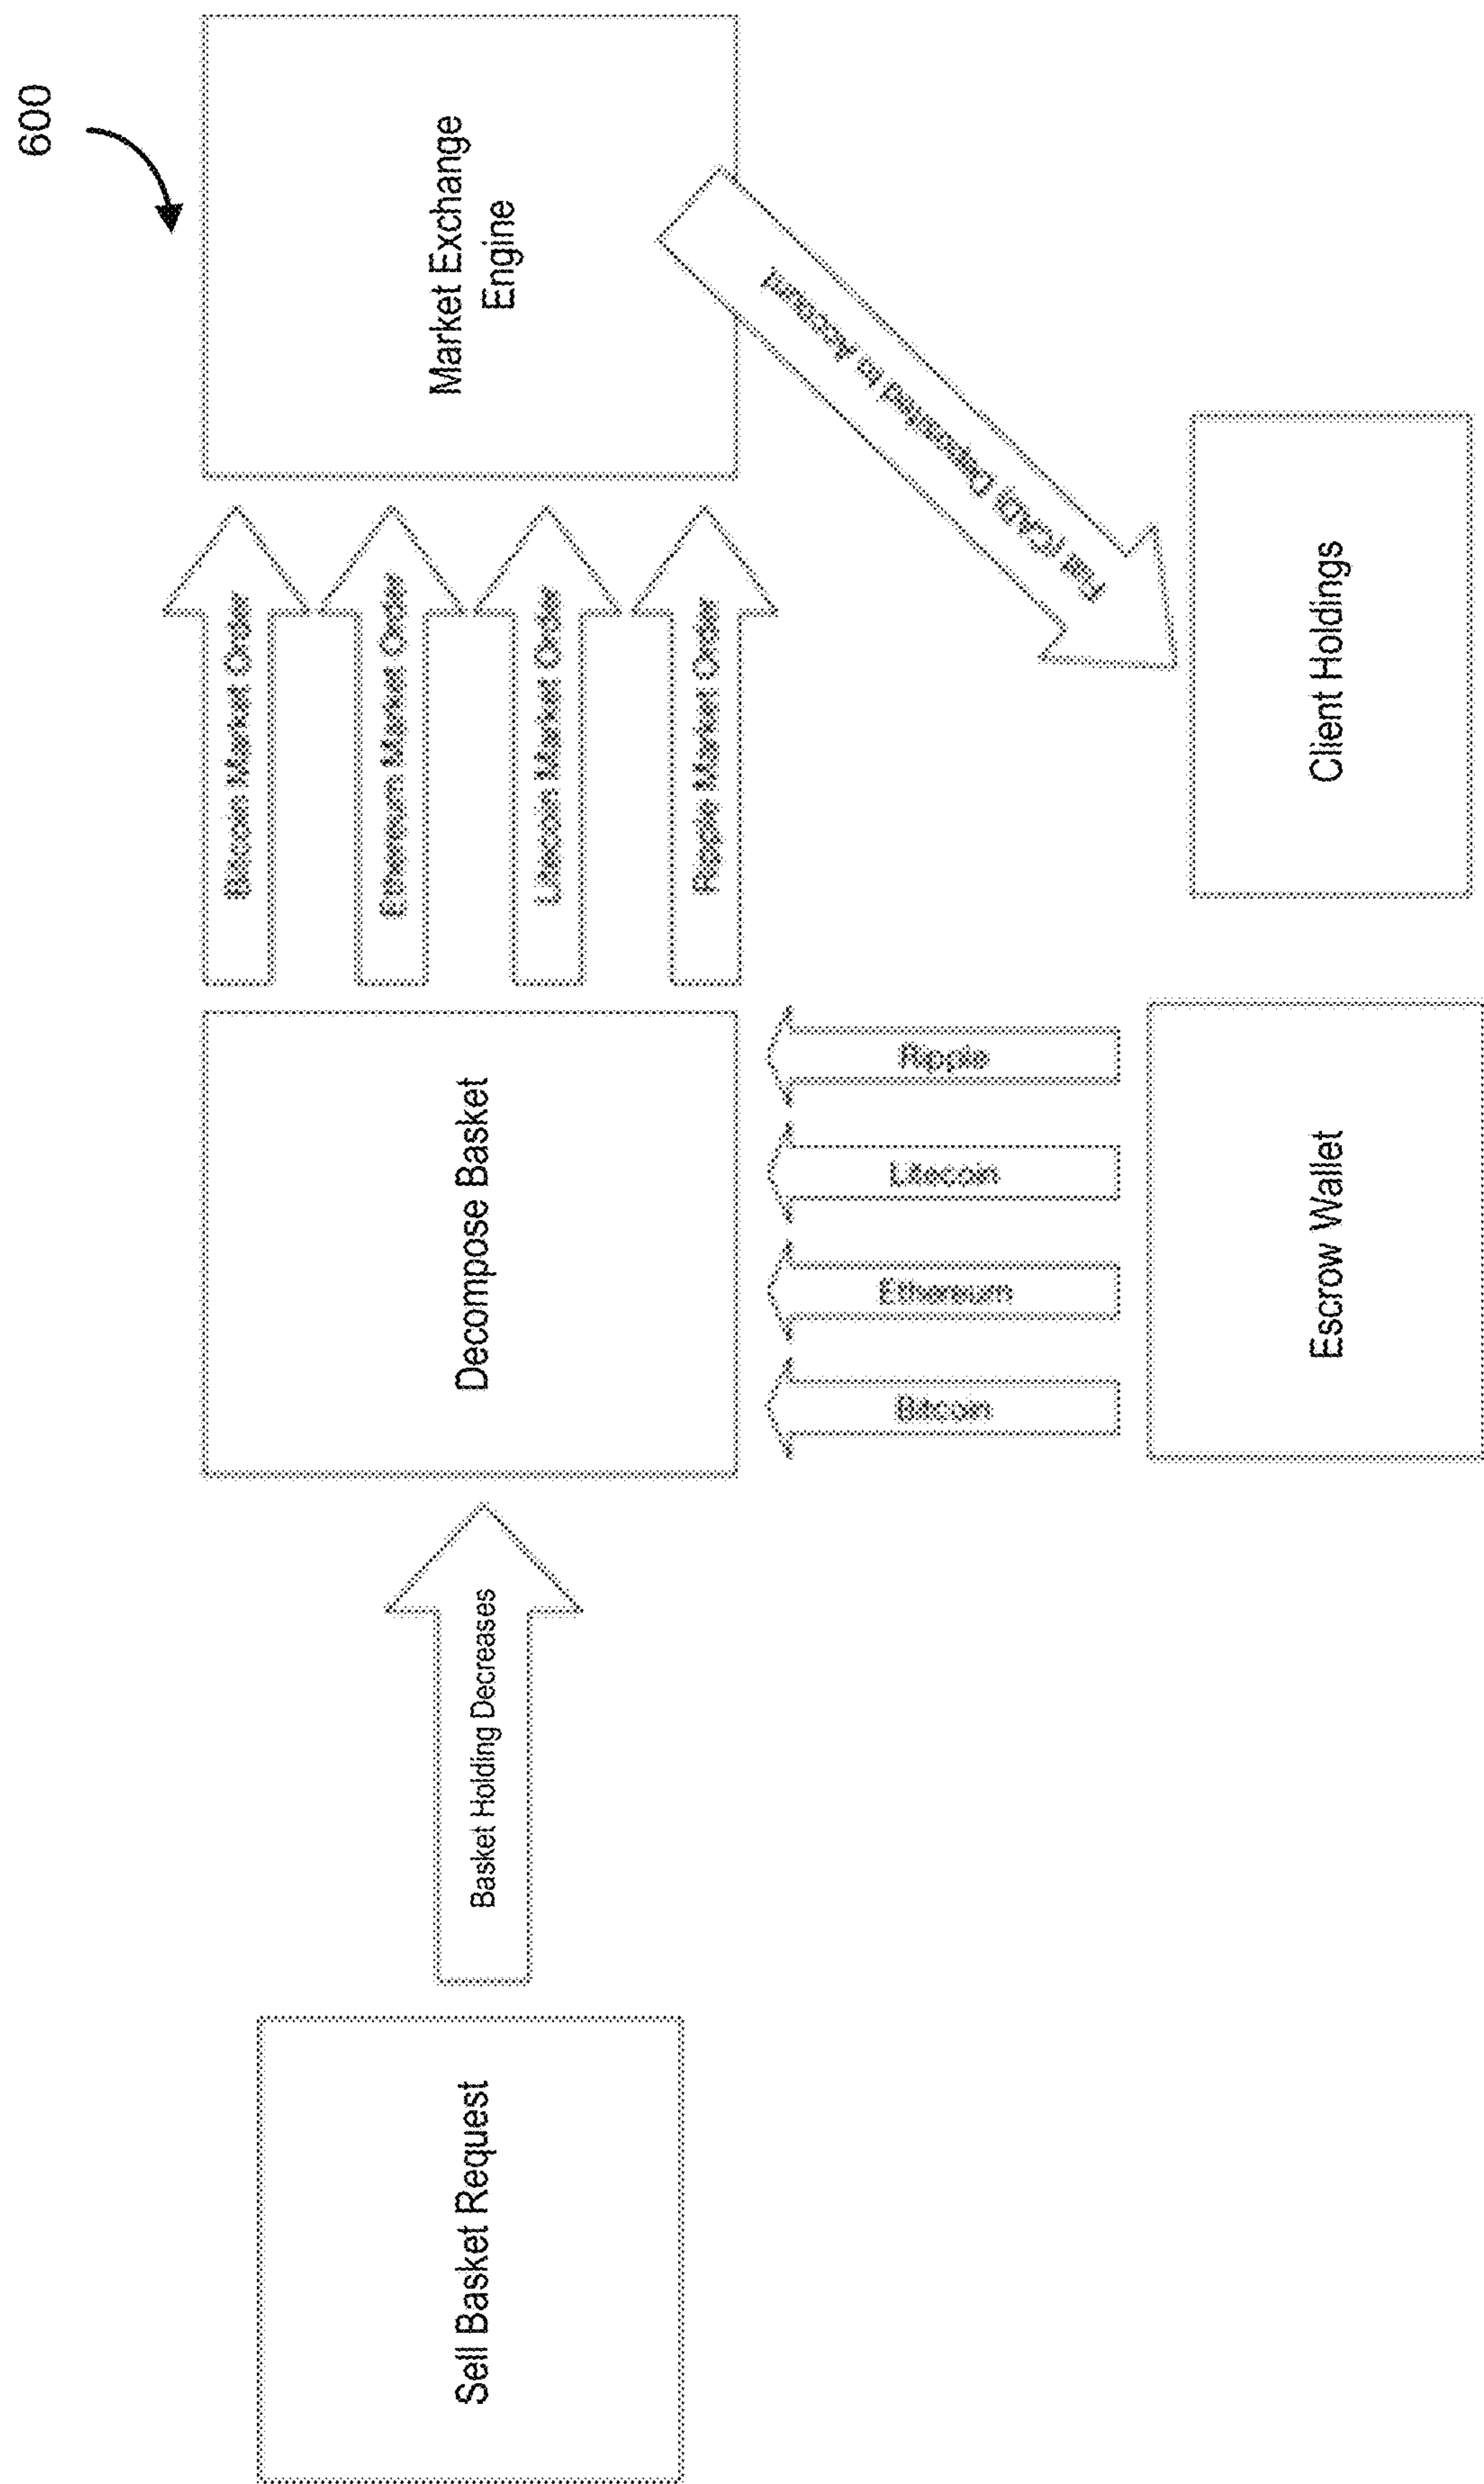 600
Sell Basket Request
Basket Holding Decreases
Decompose Basket
Bitcoin Market Order
Ethereum Market Order
Litecoin Market Order
Ripple Market Order
Market Exchange
Engine
Bitcoin
Ethereum
Litecoin
Ripple
Fiat (CAD) Deposited to Account
Escrow Wallet
Client Holdings